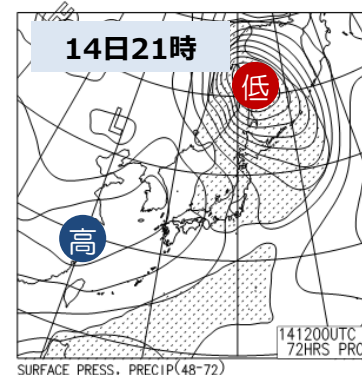 14日21時
低
L
高
141200UTC
72HRS PRO
SURFACE PRESS, PRECIP(48-72)